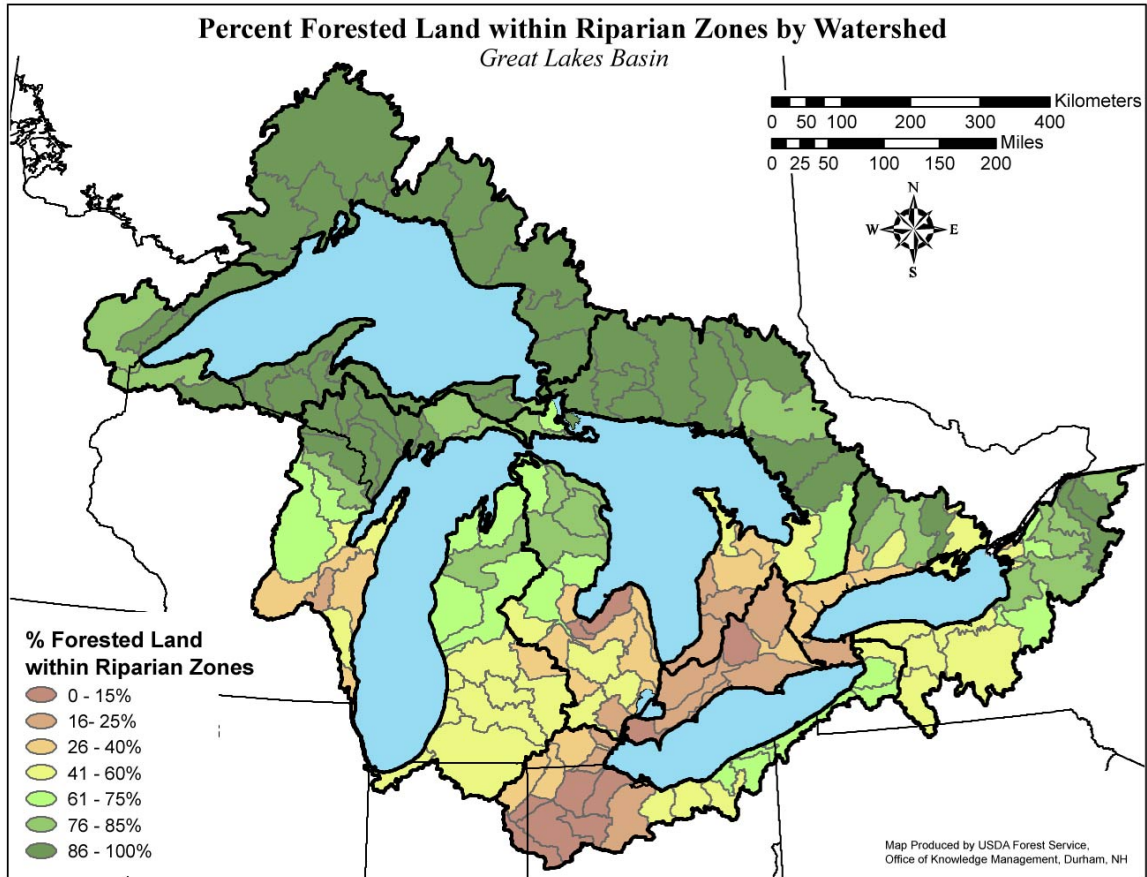 Percent Forested Land within Riparian Zones by Watershed
Great Lakes Basin
Kilometers
0 50 100 200 300 400
Miles
0 25 50 100 150 200
N
W E
S
% Forested Land
within Riparian Zones
0 - 15%
16- 25%
26 - 40%
41 - 60%
61 - 75%
76 - 85%
86 - 100%
Map Produced by USDA Forest Service,
Office of Knowledge Management, Durham, NH